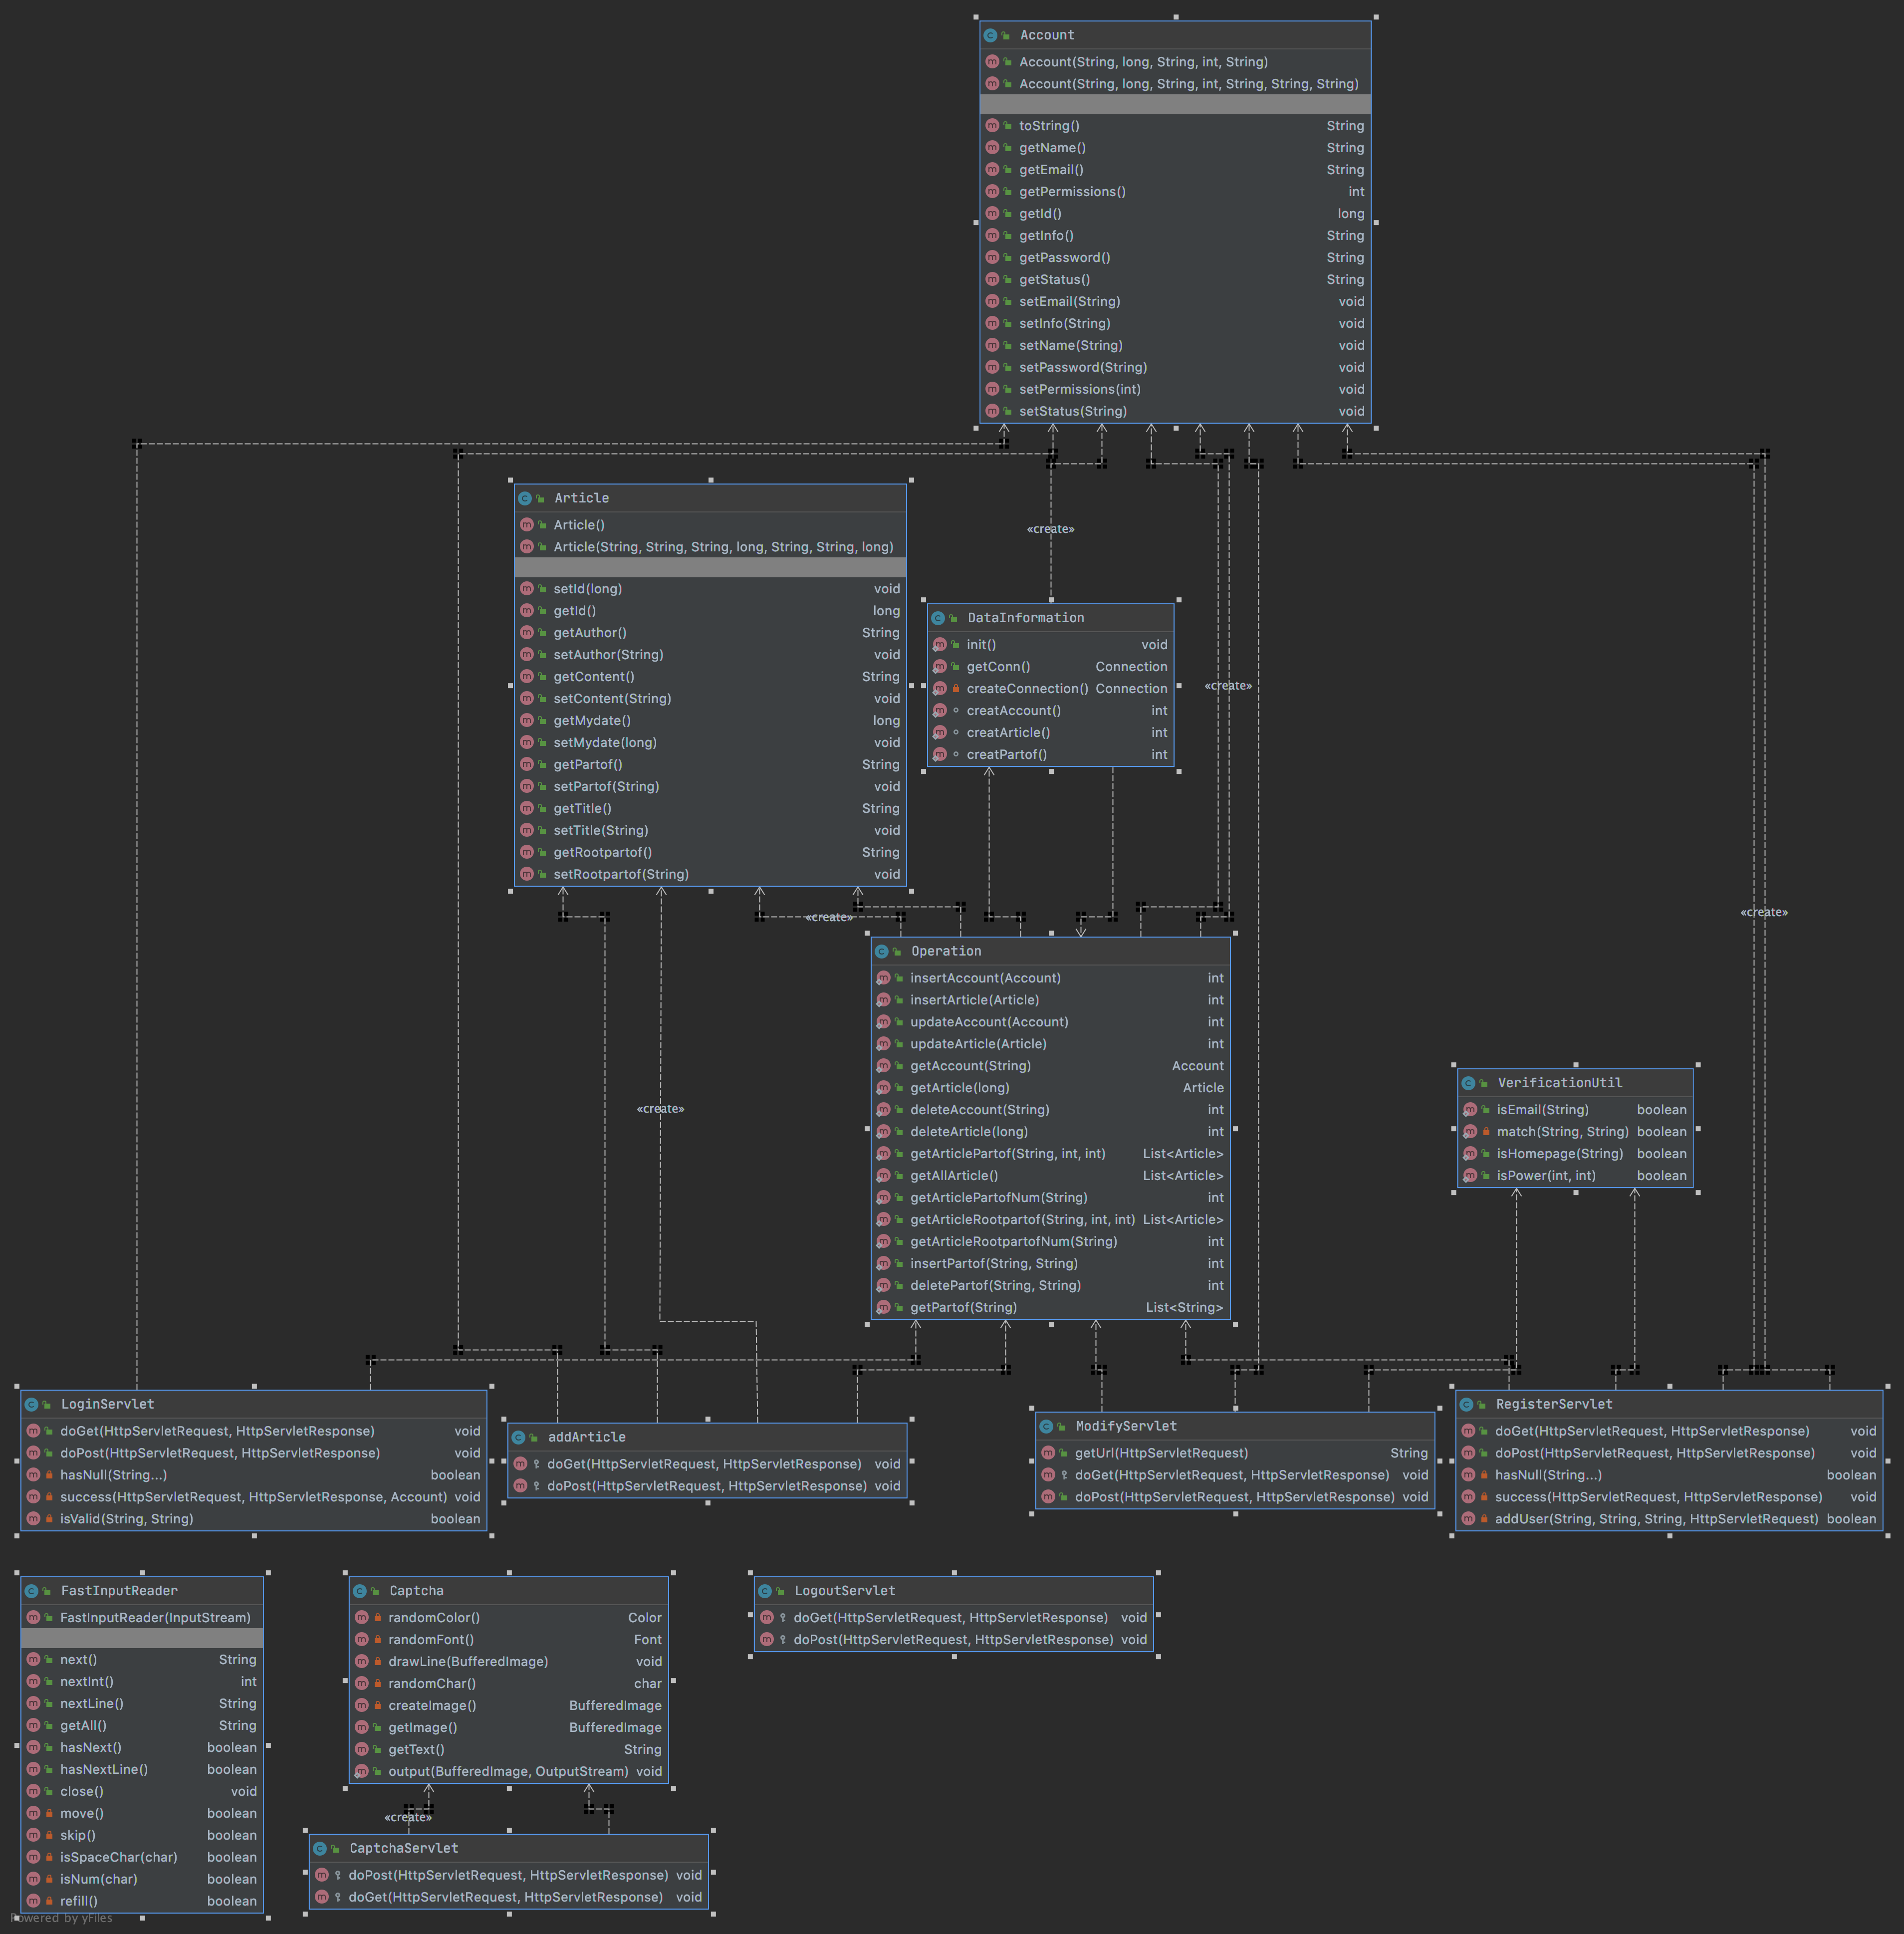 Account
Account(String, long, String, int, String)
Account(String, long, String, int, String, String, String)
toString() String
getName() String
getEmail() String
getPermissions() int
getId() long
getInfo() String
getPassword() String
getStatus() String
setEmail(String) void
setInfo(String) void
setName(String) void
setPassword(String) void
setPermissions(int) void
setStatus(String) void
Article
Article()
Article(String, String, String, long, String, String, long)
setId(long) void
getId() long
getAuthor() String
setAuthor(String) void
getContent() String
setContent(String) void
getMydate() long
setMydate(long) void
getPartof() String
setPartof(String) void
getTitle() String
setTitle(String) void
getRootpartof() String
setRootpartof(String) void
«create»
DataInformation
init() void
getConn() Connection
createConnection() Connection
creatAccount() int
creatArticle() int
creatPartof() int
«create»
«create»
«create»
«create»
Operation
insertAccount(Account) int
insertArticle(Article) int
updateAccount(Account) int
updateArticle(Article) int
getAccount(String) Account
getArticle(long) Article
deleteAccount(String) int
deleteArticle(long) int
getArticlePartof(String, int, int) List<Article>
getAllArticle() List<Article>
getArticlePartofNum(String) int
getArticleRootpartof(String, int, int) List<Article>
getArticleRootpartofNum(String) int
insertPartof(String, String) int
deletePartof(String, String) int
getPartof(String) List<String>
VerificationUtil
isEmail(String) boolean
match(String, String) boolean
isHomepage(String) boolean
isPower(int, int) boolean
LoginServlet
doGet(HttpServletRequest, HttpServletResponse) void
doPost(HttpServletRequest, HttpServletResponse) void
hasNull(String...) boolean
success(HttpServletRequest, HttpServletResponse, Account) void
isValid(String, String) boolean
addArticle
doGet(HttpServletRequest, HttpServletResponse) void
doPost(HttpServletRequest, HttpServletResponse) void
ModifyServlet
getUrl(HttpServletRequest) String
doGet(HttpServletRequest, HttpServletResponse) void
doPost(HttpServletRequest, HttpServletResponse) void
RegisterServlet
doGet(HttpServletRequest, HttpServletResponse) void
doPost(HttpServletRequest, HttpServletResponse) void
hasNull(String...) boolean
success(HttpServletRequest, HttpServletResponse) void
addUser(String, String, String, HttpServletRequest) boolean
FastInputReader
FastInputReader(InputStream)
next() String
nextInt() int
nextLine() String
getAll() String
hasNext() boolean
hasNextLine() boolean
close() void
move() boolean
skip() boolean
isSpaceChar(char) boolean
isNum(char) boolean
refill() boolean
Captcha
randomColor() Color
randomFont() Font
drawLine(BufferedImage) void
randomChar() char
createImage() BufferedImage
getImage() BufferedImage
getText() String
output(BufferedImage, OutputStream) void
«create»
CaptchaServlet
doPost(HttpServletRequest, HttpServletResponse) void
doGet(HttpServletRequest, HttpServletResponse) void
LogoutServlet
doGet(HttpServletRequest, HttpServletResponse) void
doPost(HttpServletRequest, HttpServletResponse) void
Powered by yFiles